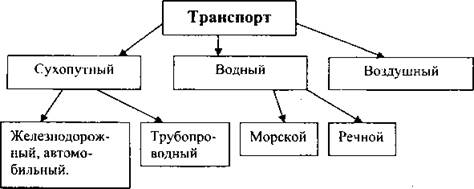 Транспорт
Сухопутный
Водный
Воздушный
Железнодорож-
ный, автомо-
бильный.
Трубопро-
водный
Морской
Речной